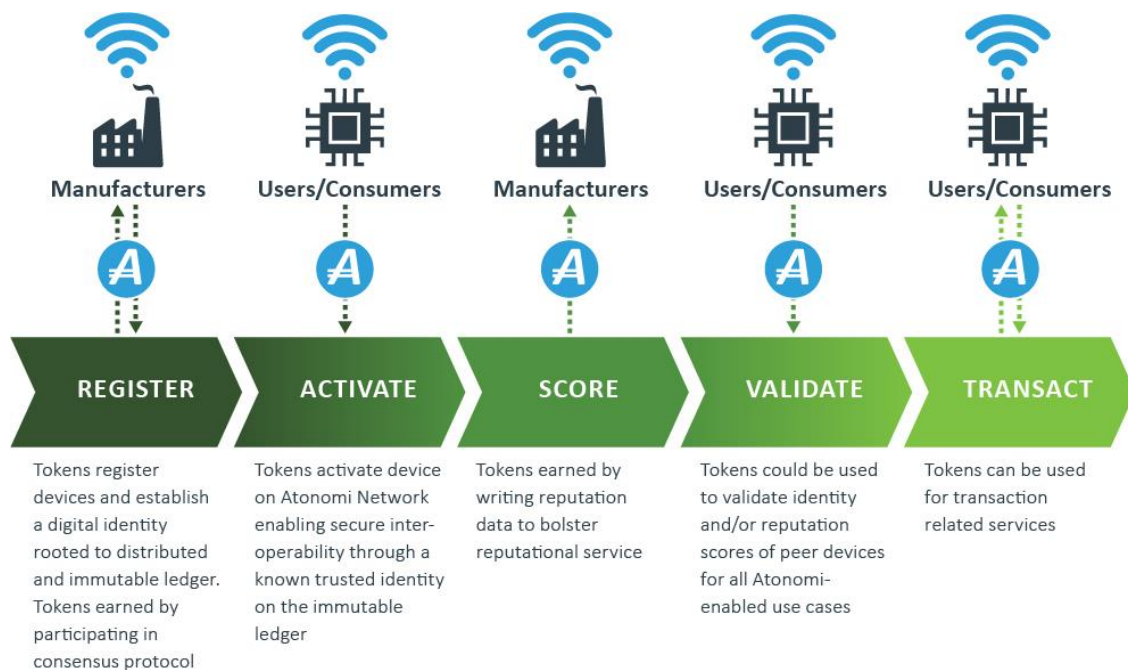 Manufacturers
Users/Consumers
Manufacturers
Users/Consumers
Users/Consumers
REGISTER
ACTIVATE
SCORE
VALIDATE
TRANSACT
Tokens register
devices and establish
a digital identity
rooted to distributed
and immutable ledger.
Tokens earned by
participating in
consensus protocol
Tokens activate device
on Atonomi Network
enabling secure inter-
operability through a
known trusted identity
on the immutable
ledger
Tokens earned by
writing reputation
data to bolster
reputational service
Tokens could be used
to validate identity
and/or reputation
scores of peer devices
for all Atonomi-
enabled use cases
Tokens can be used
for transaction
related services